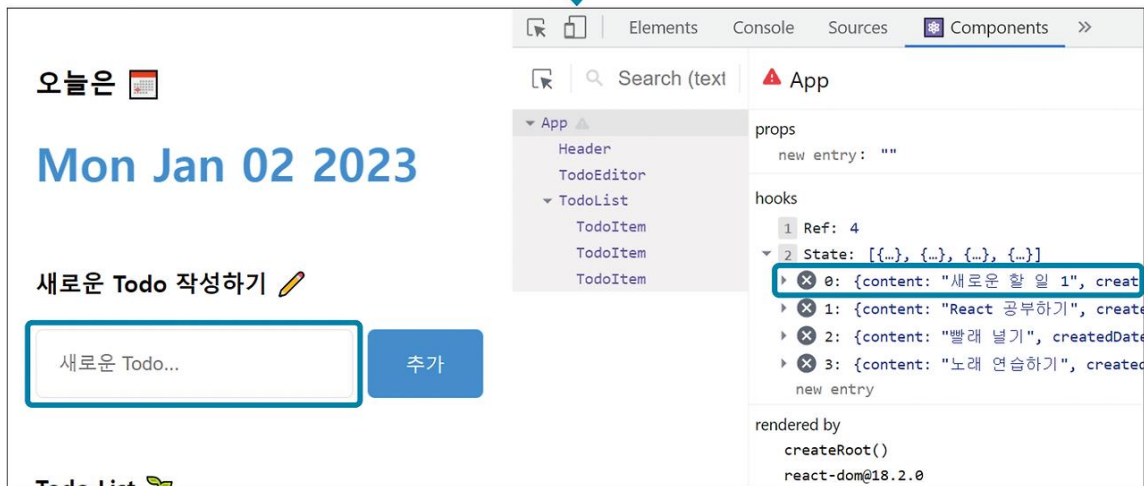 오늘은
Mon Jan 02 2023
새로운 Todo 작성하기
새로운 Todo...
추가
Todo List
Elements Console Sources Components
Search (text
App
Header
TodoEditor
TodoList
TodoItem
TodoItem
TodoItem
App
props
new entry: ""
hooks
1 Ref: 4
2 State: [{…}, {…}, {…}, {…}]
0: {content: "새로운 할 일 1", creat
1: {content: "React 공부하기", create
2: {content: "빨래 널기", createdDate
3: {content: "노래 연습하기", created
new entry
rendered by
createRoot()
react-dom@18.2.0